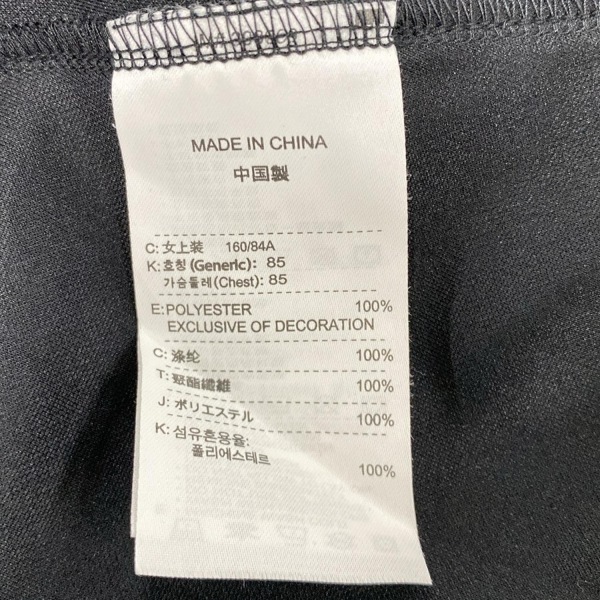 MADE IN CHINA
中国製
C: 女上装 160/84A
K: 호칭 (Generlc): 85
가슴둘레(Chest): 85
E: POLYESTER 100%
EXCLUSIVE OF DECORATION
C: 涤纶 100%
T: 聚酯纖維 100%
J: ポリエステル 100%
K: 섬유혼용율:
폴리에스테르 100%